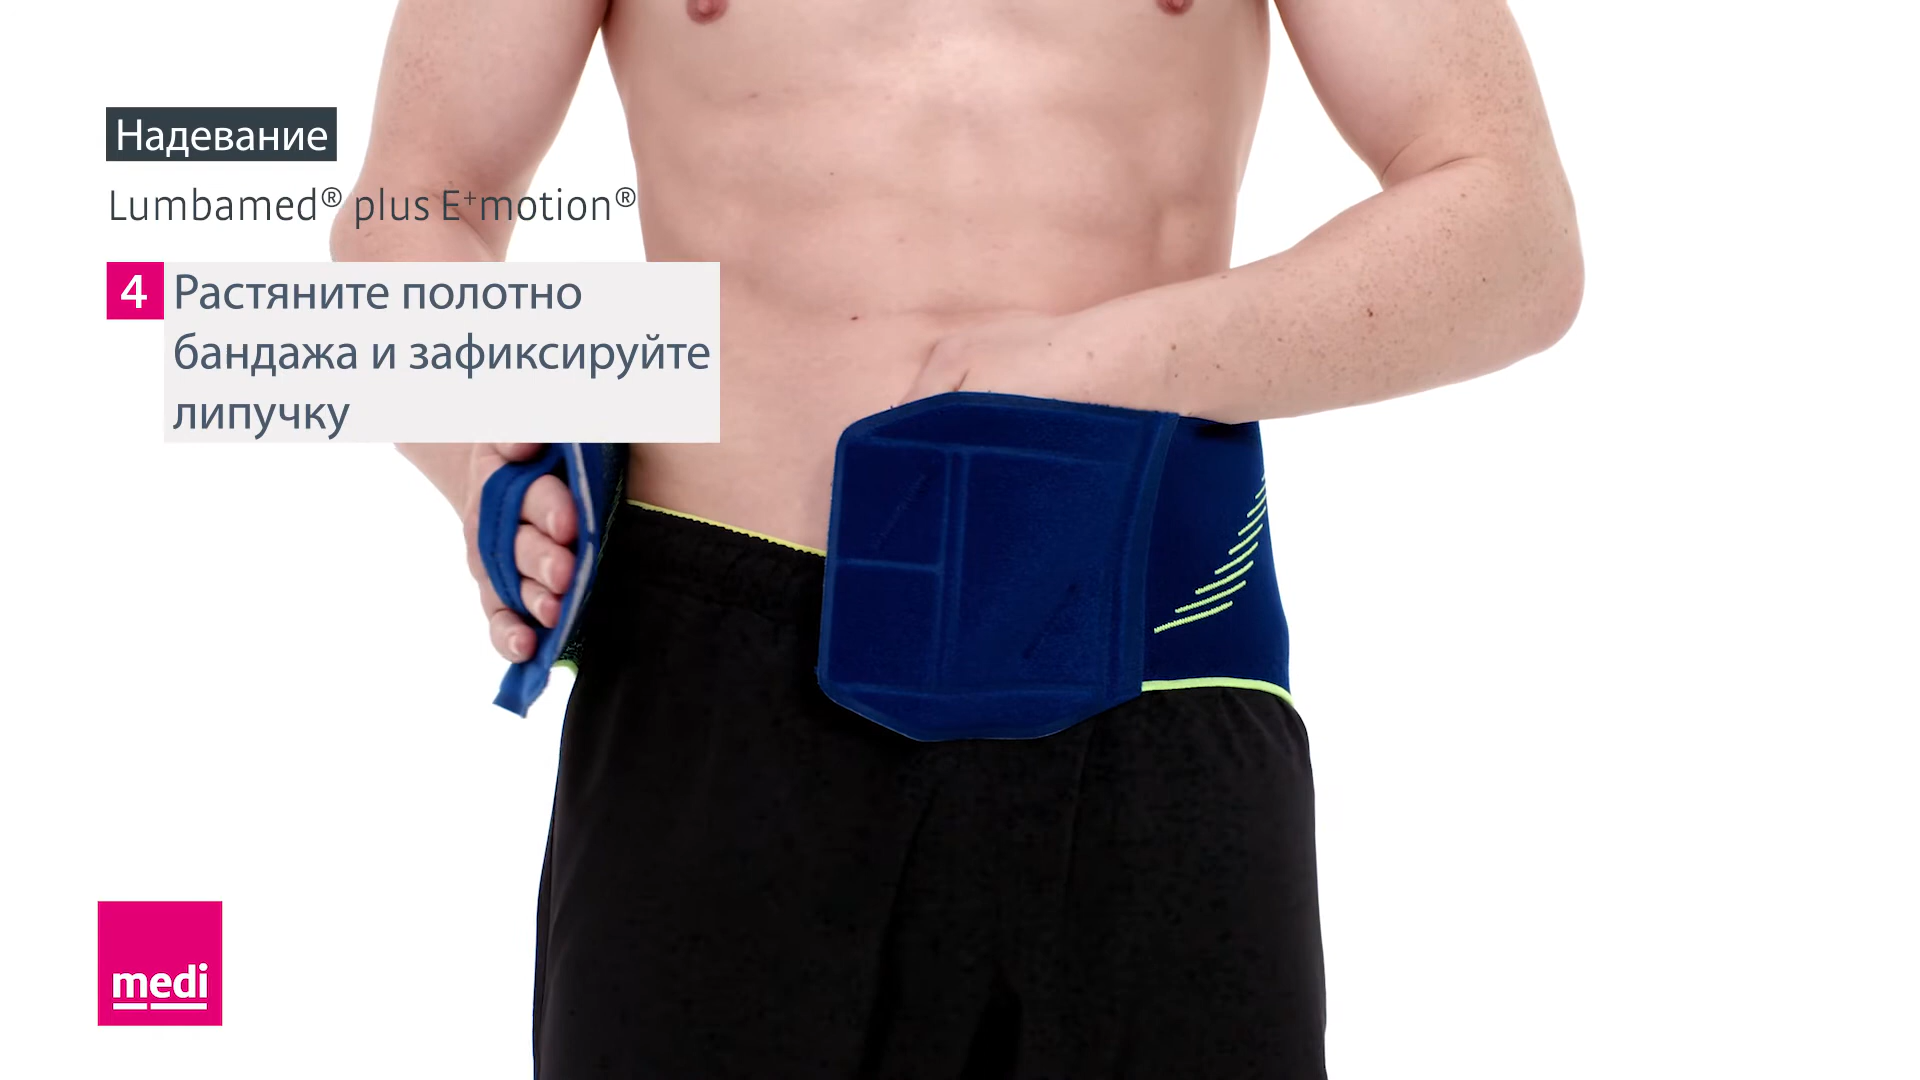 Надевание
Lumbamed® plus E⁺motion®
4 Растяните полотно
бандажа и зафиксируйте
липучку
medi